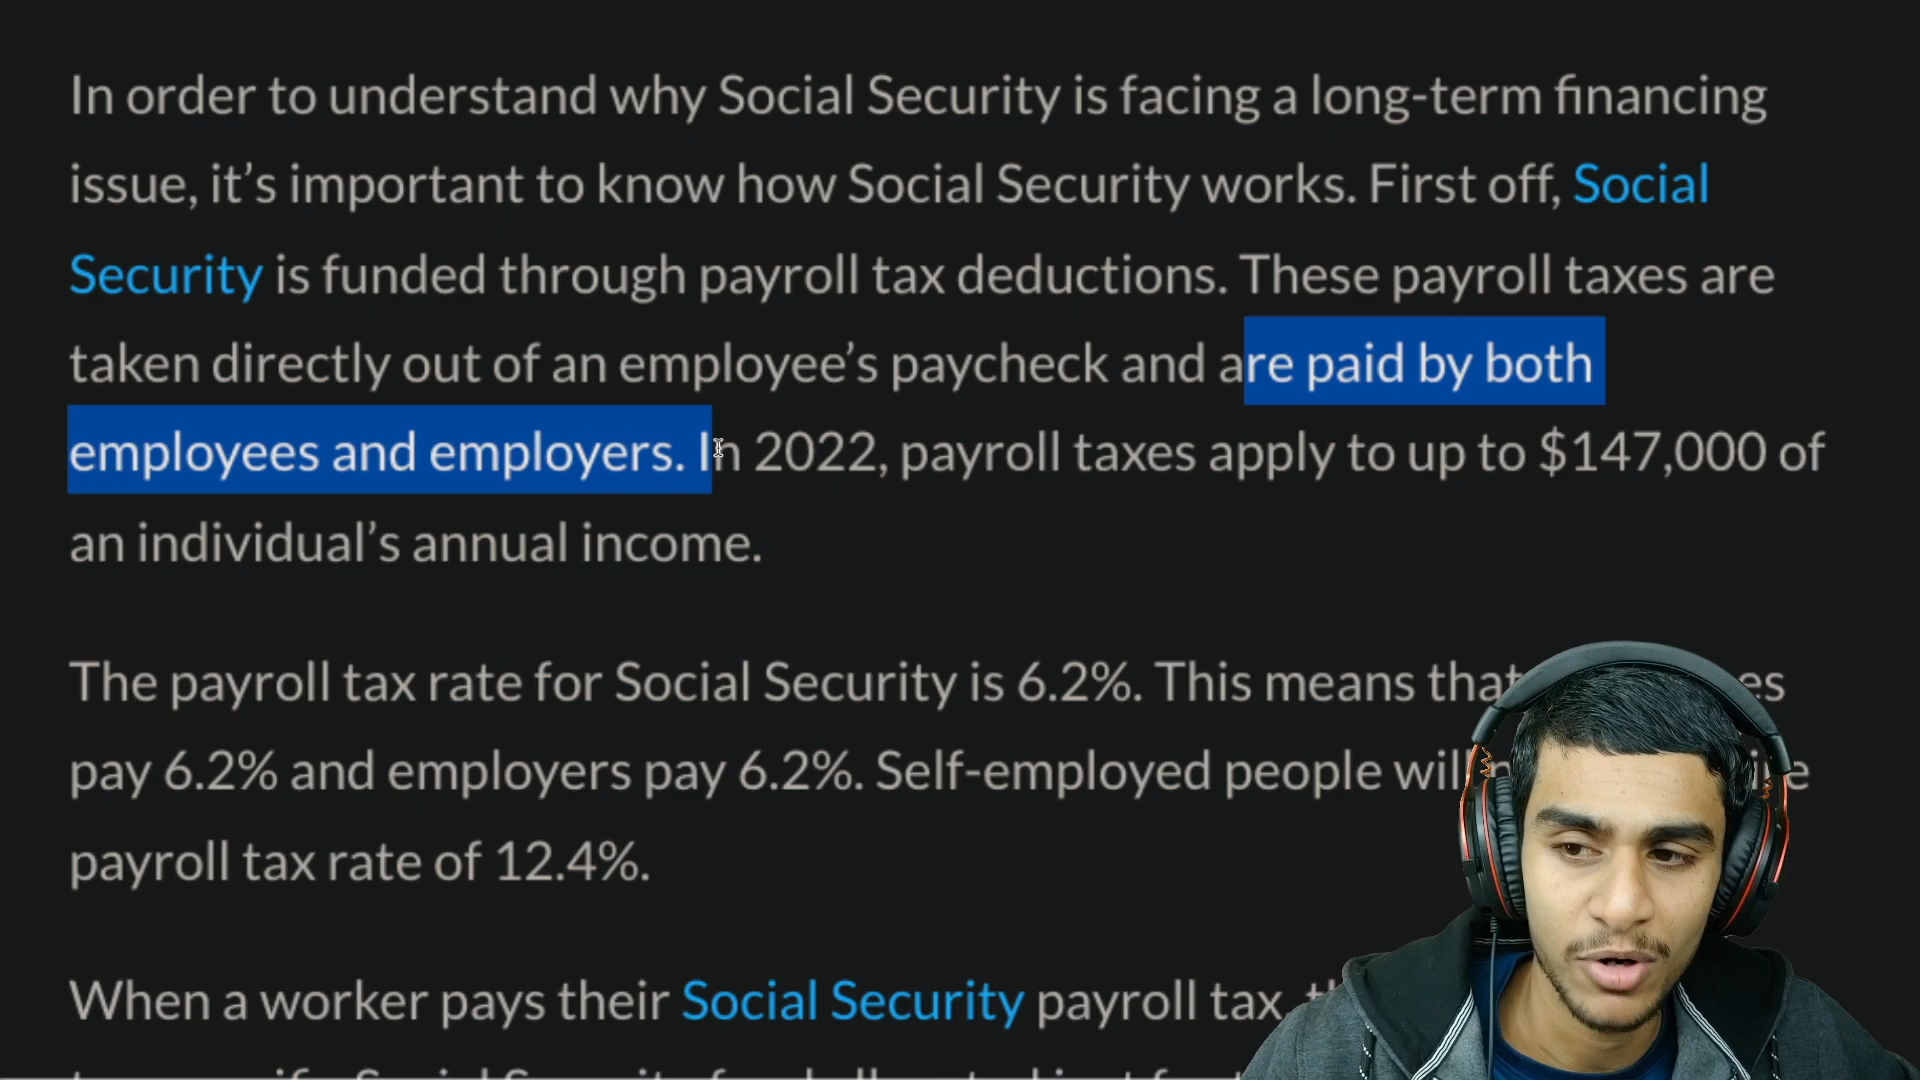 In order to understand why Social Security is facing a long-term financing
issue, it’s important to know how Social Security works. First off, Social
Security is funded through payroll tax deductions. These payroll taxes are
taken directly out of an employee’s paycheck and are paid by both
employees and employers. In 2022, payroll taxes apply to up to $147,000 of
an individual’s annual income.
The payroll tax rate for Social Security is 6.2%. This means that
pay 6.2% and employers pay 6.2%. Self-employed people will
payroll tax rate of 12.4%.
When a worker pays their Social Security payroll tax,